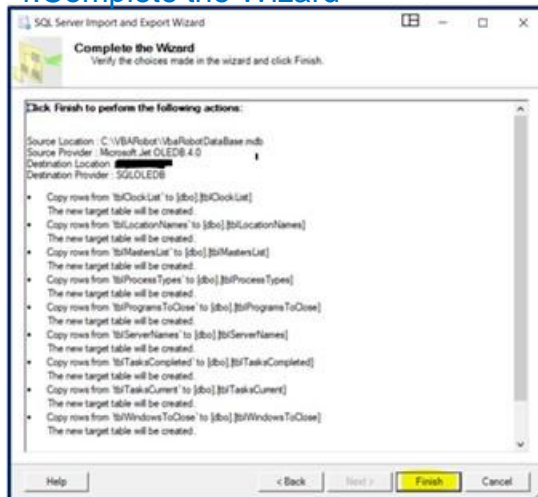 Complete the Wizard
SQL Server Import and Export Wizard
Complete the Wizard
Verify the choices made in the wizard and click Finish.
Click Finish to perform the following actions:
Source Location : C:\VBARobot\VbaRobotDataBase.mdb
Source Provider : Microsoft.Jet.OLEDB.4.0
Destination Location :
Destination Provider : SQLOLEDB
• Copy rows from `tblClockList` to [dbo].[tblClockList]
The new target table will be created.
• Copy rows from `tblLocationNames` to [dbo].[tblLocationNames]
The new target table will be created.
• Copy rows from `tblMastersList` to [dbo].[tblMastersList]
The new target table will be created.
• Copy rows from `tblProcessTypes` to [dbo].[tblProcessTypes]
The new target table will be created.
• Copy rows from `tblProgramsToClose` to [dbo].[tblProgramsToClose]
The new target table will be created.
• Copy rows from `tblServerNames` to [dbo].[tblServerNames]
The new target table will be created.
• Copy rows from `tblTasksCompleted` to [dbo].[tblTasksCompleted]
The new target table will be created.
• Copy rows from `tblTasksCurrent` to [dbo].[tblTasksCurrent]
The new target table will be created.
• Copy rows from `tblWindowsToClose` to [dbo].[tblWindowsToClose]
The new target table will be created.
Help < Back Next > Finish Cancel